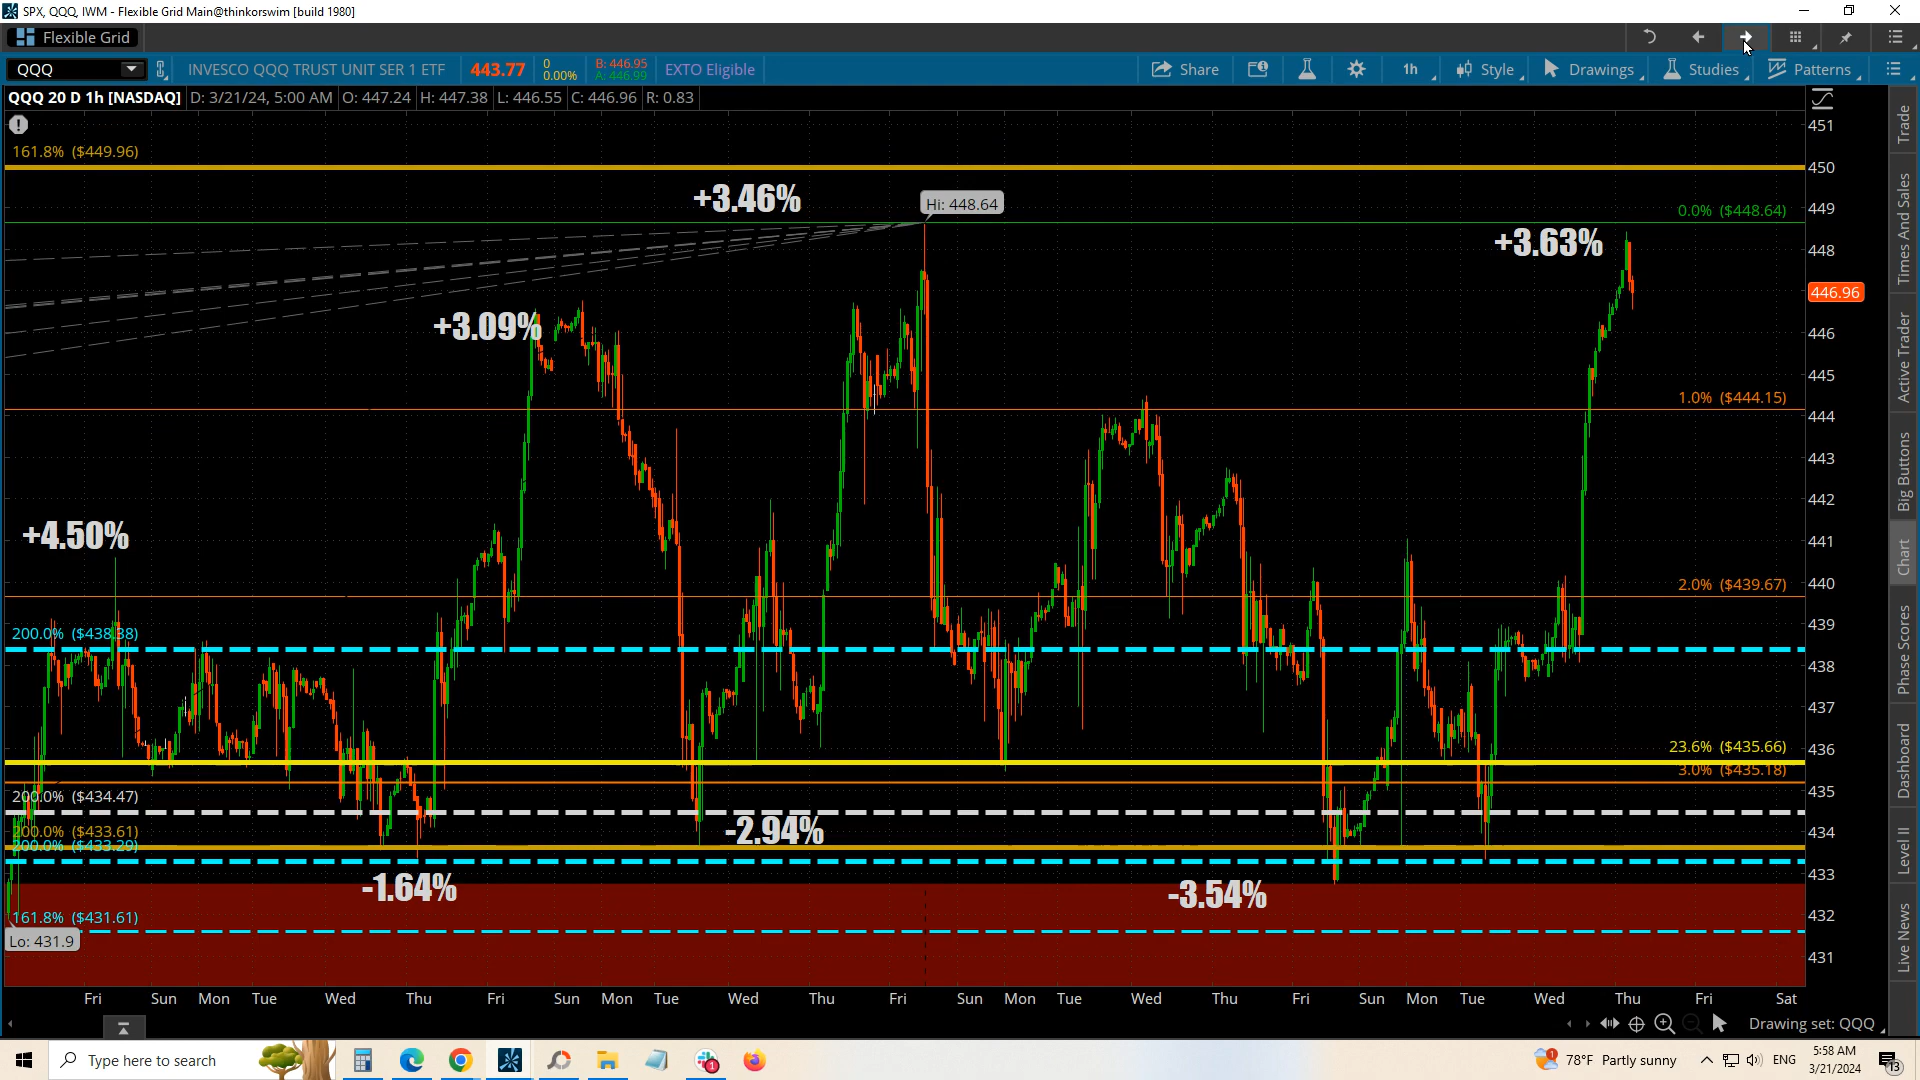 SPX, QQQ, IWM - Flexible Grid Main@thinkorswim [build 1980]
Flexible Grid
QQQ
INVESCO QQQ TRUST UNIT SER 1 ETF
443.77
0
0.00%
B: 446.95
A: 446.99
EXTO Eligible
Share
1h
Style
Drawings
Studies
Patterns
QQQ 20 D 1h [NASDAQ]
D: 3/21/24, 5:00 AM
O: 447.24
H: 447.38
L: 446.55
C: 446.96
R: 0.83
161.8% ($449.96)
+3.46%
Hi: 448.64
0.0% ($448.64)
+3.63%
+3.09%
1.0% ($444.15)
+4.50%
2.0% ($439.67)
200.0% ($438.38)
23.6% ($435.66)
3.0% ($435.18)
200.0% ($434.47)
200.0% ($433.61)
200.0% ($433.29)
-2.94%
-1.64%
-3.54%
161.8% ($431.61)
Lo: 431.9
451
450
449
448
446.96
446
445
444
443
442
441
440
439
438
437
436
435
434
433
432
431
Fri
Sun
Mon
Tue
Wed
Thu
Fri
Sun
Mon
Tue
Wed
Thu
Fri
Sun
Mon
Tue
Wed
Thu
Fri
Sun
Mon
Tue
Wed
Thu
Fri
Sat
Trade
Times And Sales
Active Trader
Big Buttons
Chart
Phase Scores
Dashboard
Level II
Live News
Drawing set: QQQ
Type here to search
1
1
78°F Partly sunny
ENG
5:58 AM
3/21/2024
13